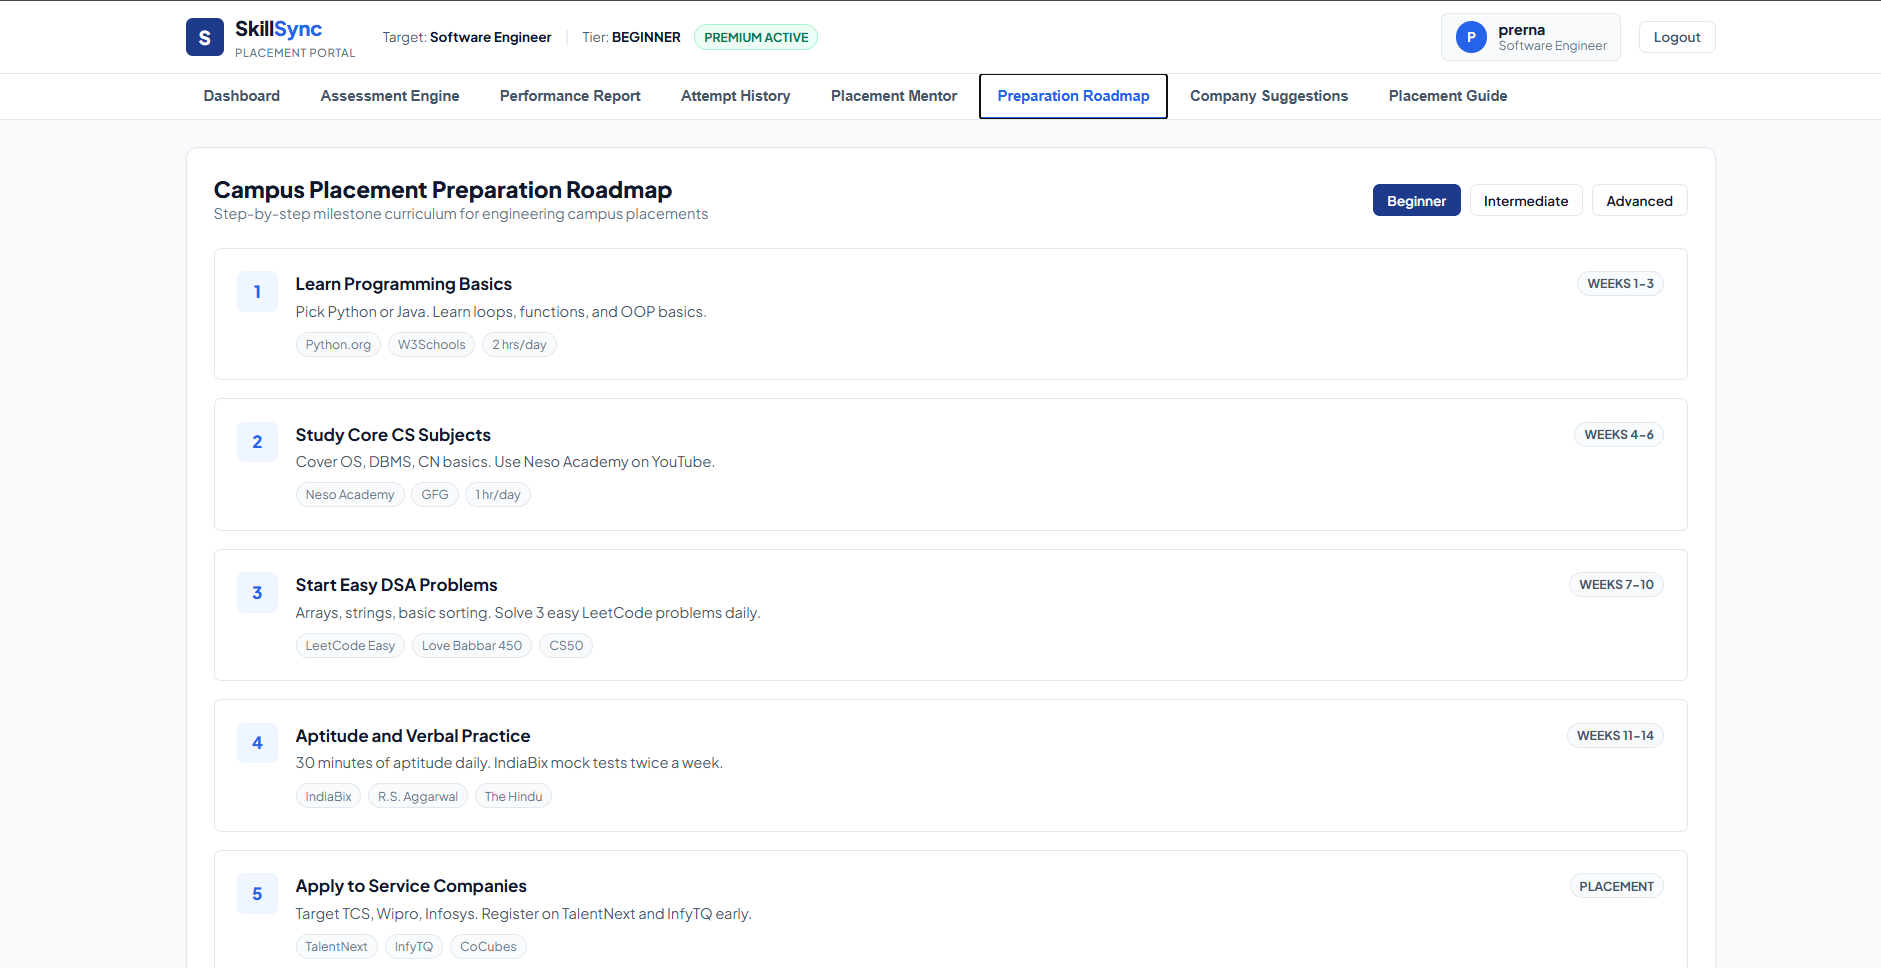 S
SkillSync
PLACEMENT PORTAL
Target: Software Engineer
Tier: BEGINNER
PREMIUM ACTIVE
P
prerna
Software Engineer
Logout
Dashboard
Assessment Engine
Performance Report
Attempt History
Placement Mentor
Preparation Roadmap
Company Suggestions
Placement Guide
Campus Placement Preparation Roadmap
Step-by-step milestone curriculum for engineering campus placements
Beginner
Intermediate
Advanced
1
Learn Programming Basics
WEEKS 1–3
Pick Python or Java. Learn loops, functions, and OOP basics.
Python.org
W3Schools
2 hrs/day
2
Study Core CS Subjects
WEEKS 4–6
Cover OS, DBMS, CN basics. Use Neso Academy on YouTube.
Neso Academy
GFG
1 hr/day
3
Start Easy DSA Problems
WEEKS 7–10
Arrays, strings, basic sorting. Solve 3 easy LeetCode problems daily.
LeetCode Easy
Love Babbar 450
CS50
4
Aptitude and Verbal Practice
WEEKS 11–14
30 minutes of aptitude daily. IndiaBix mock tests twice a week.
IndiaBix
R.S. Aggarwal
The Hindu
5
Apply to Service Companies
PLACEMENT
Target TCS, Wipro, Infosys. Register on TalentNext and InfyTQ early.
TalentNext
InfyTQ
CoCubes